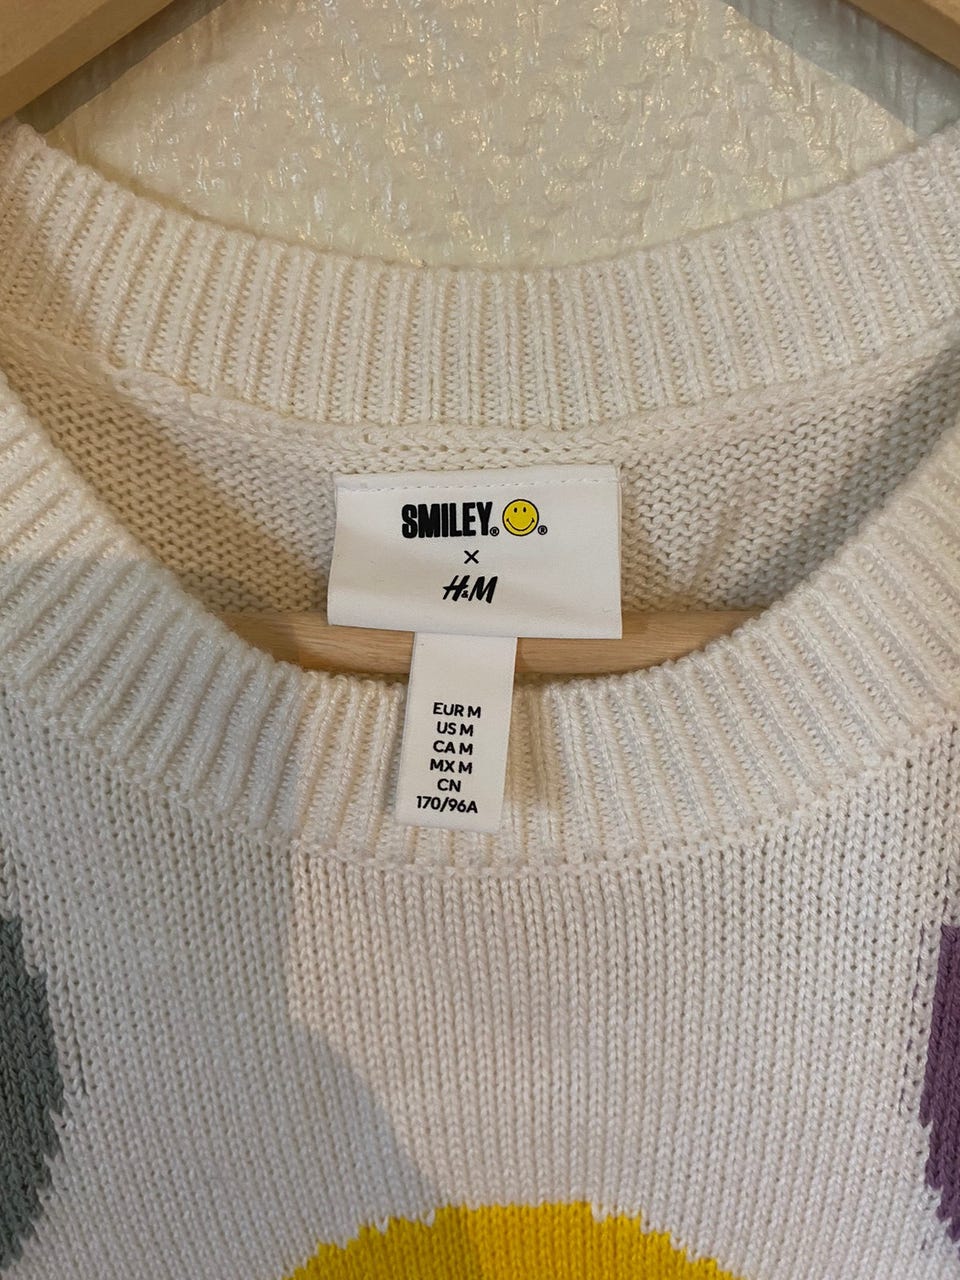 SMILEY® ®
×
H&M
EUR M
US M
CA M
MX M
CN
170/96A